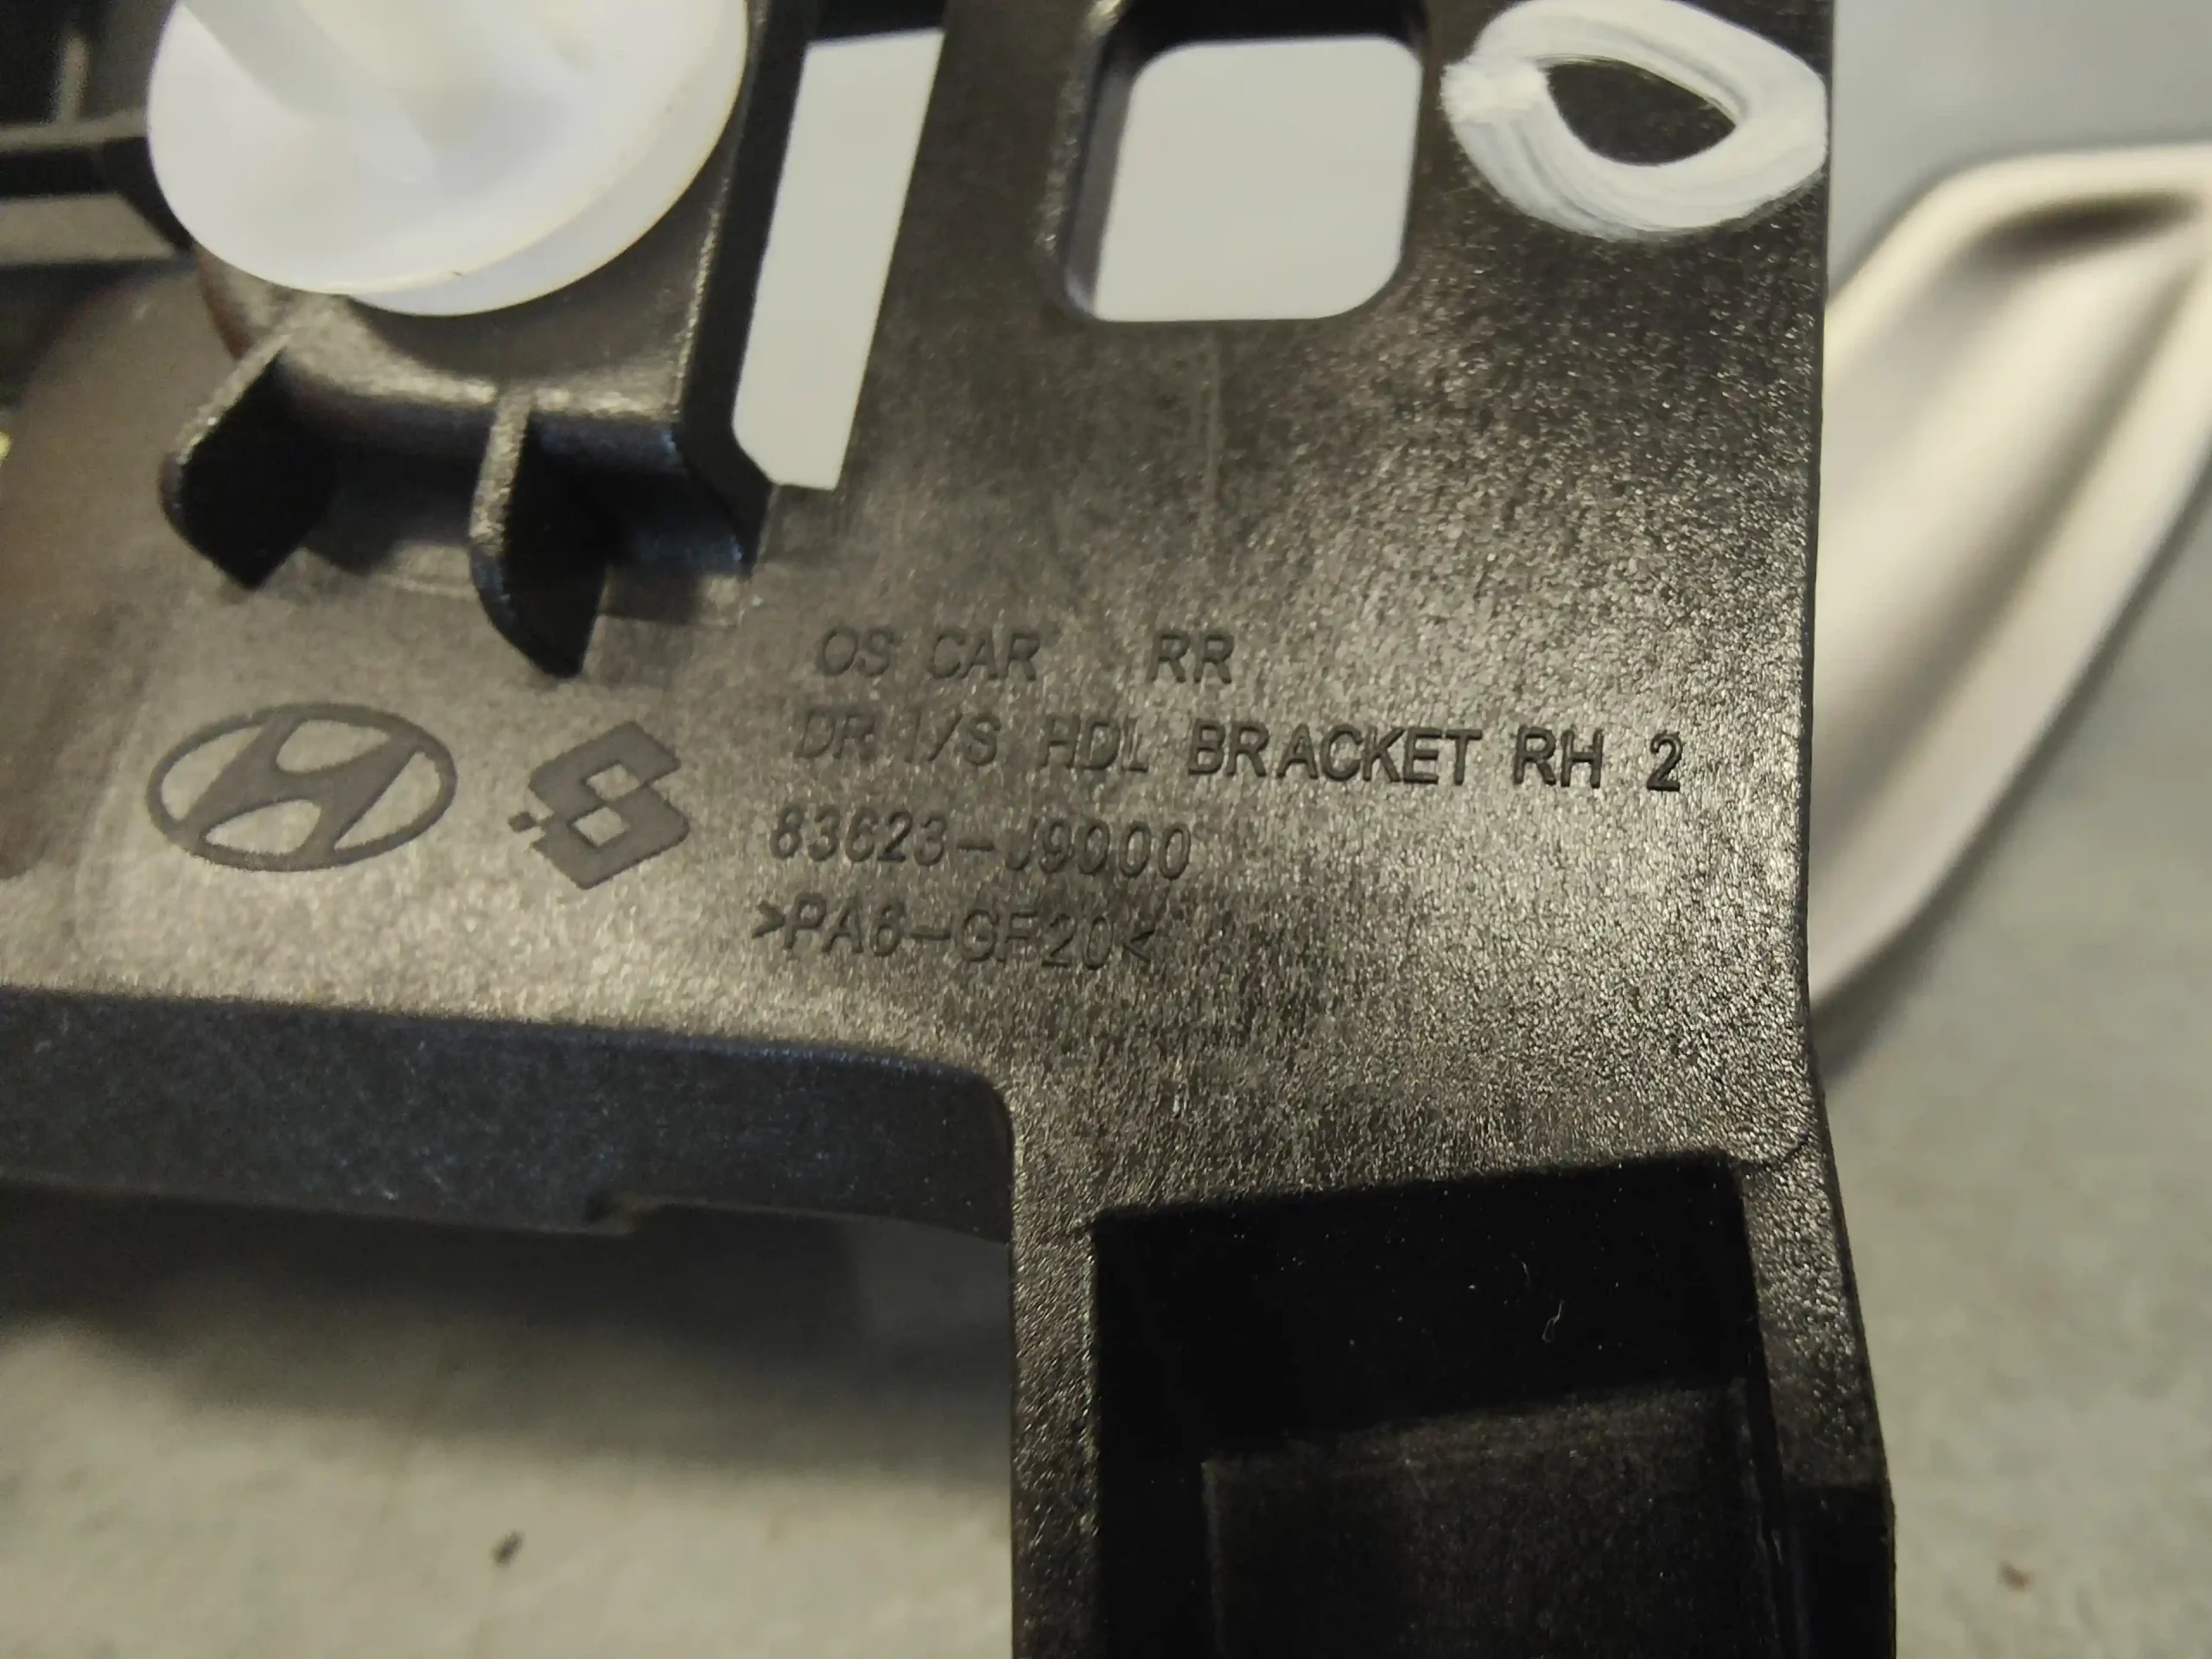 OS CAR RR
DR I/S HDL BRACKET RH 2
83623-J9000
>PA6-GF20<